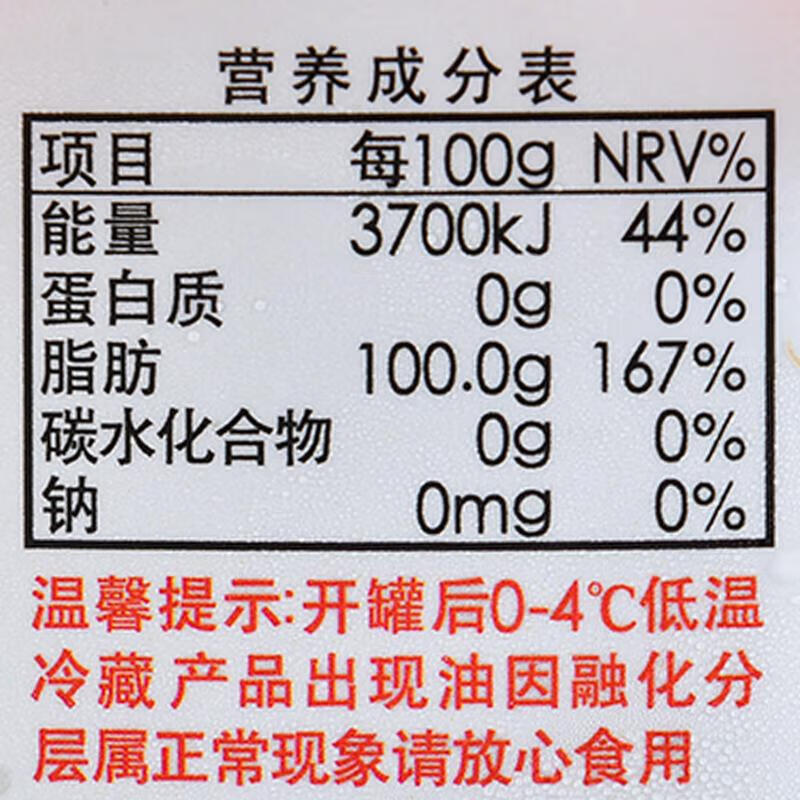 营养成分表
项目 每100g NRV%
能量 3700kJ 44%
蛋白质 0g 0%
脂肪 100.0g 167%
碳水化合物 0g 0%
钠 0mg 0%
温馨提示:开罐后0-4℃低温
冷藏产品出现油因融化分
层属正常现象请放心食用